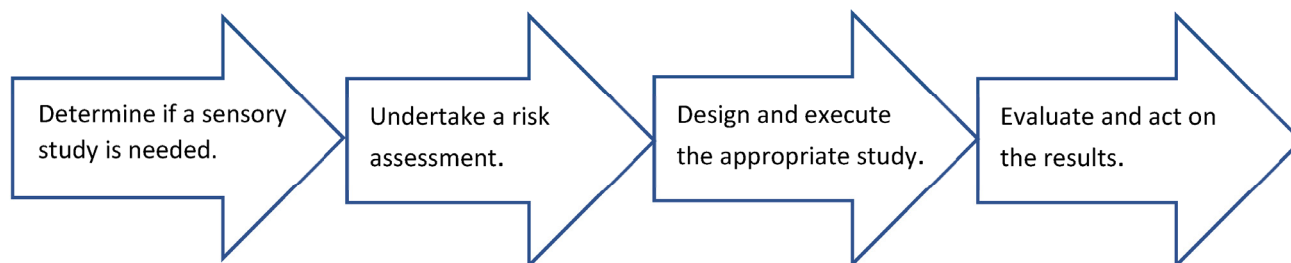 Determine if a sensory
study is needed.
Undertake a risk
assessment.
Design and execute
the appropriate study.
Evaluate and act on
the results.